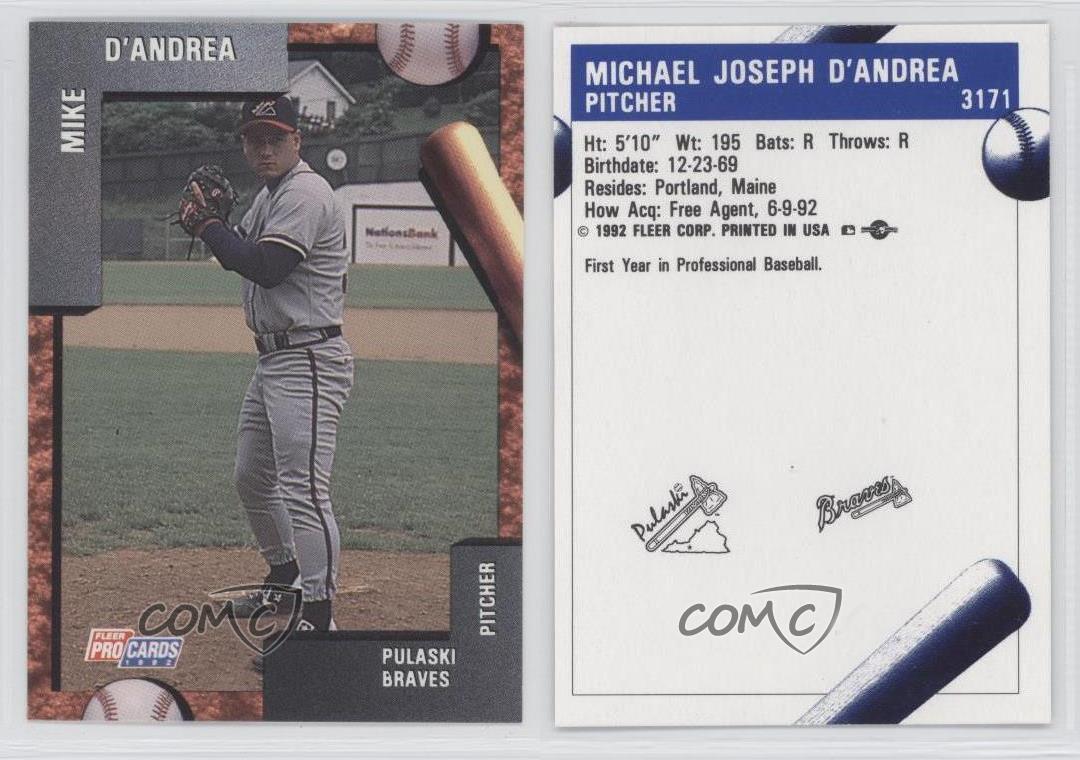 D'ANDREA
MIKE
NationsBank
PITCHER
FLEER
PRO CARDS
1992
PULASKI
BRAVES
COMC
MICHAEL JOSEPH D'ANDREA
PITCHER 3171
Ht: 5'10" Wt: 195 Bats: R Throws: R
Birthdate: 12-23-69
Resides: Portland, Maine
How Acq: Free Agent, 6-9-92
© 1992 FLEER CORP. PRINTED IN USA
First Year in Professional Baseball.
Pulaski
Braves
COMC